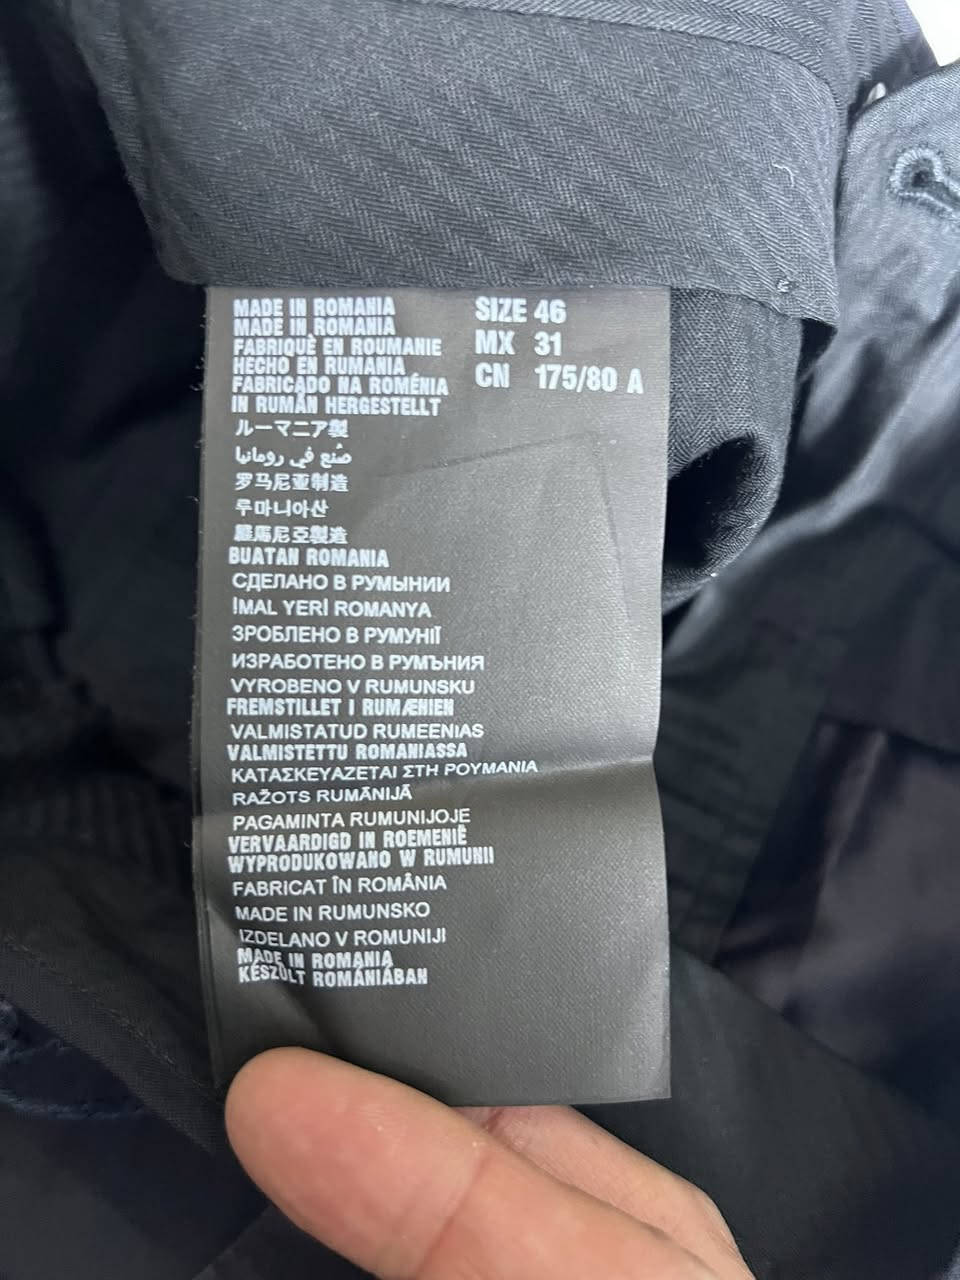 MADE IN ROMANIA
MADE IN ROMANIA
FABRIQUÈ EN ROUMANIE
HECHO EN RUMANIA
FABRICADO NA ROMÉNIA
IN RUMÄN HERGESTELLT
ルーマニア製
صُنع في رومانيا
罗马尼亚制造
루마니아산
羅馬尼亞製造
BUATAN ROMANIA
СДЕЛАНО В РУМЫНИИ
İMAL YERİ ROMANYA
ЗРОБЛЕНО В РУМУНІЇ
ИЗРАБОТЕНО В РУМЪНИЯ
VYROBENO V RUMUNSKU
FREMSTILLET I RUMÆNIEN
VALMISTATUD RUMEENIAS
VALMISTETTU ROMANIASSA
ΚΑΤΑΣΚΕΥΑΖΕΤΑΙ ΣΤΗ ΡΟΥΜΑΝΙΑ
RAŽOTS RUMĀNIJĀ
PAGAMINTA RUMUNIJOJE
VERVAARDIGD IN ROEMENIË
WYPRODUKOWANO W RUMUNII
FABRICAT ÎN ROMÂNIA
MADE IN RUMUNSKO
IZDELANO V ROMUNIJI
MADE IN ROMANIA
KÉSZÜLT ROMÁNIÁBAN
SIZE 46
MX 31
CN 175/80 A